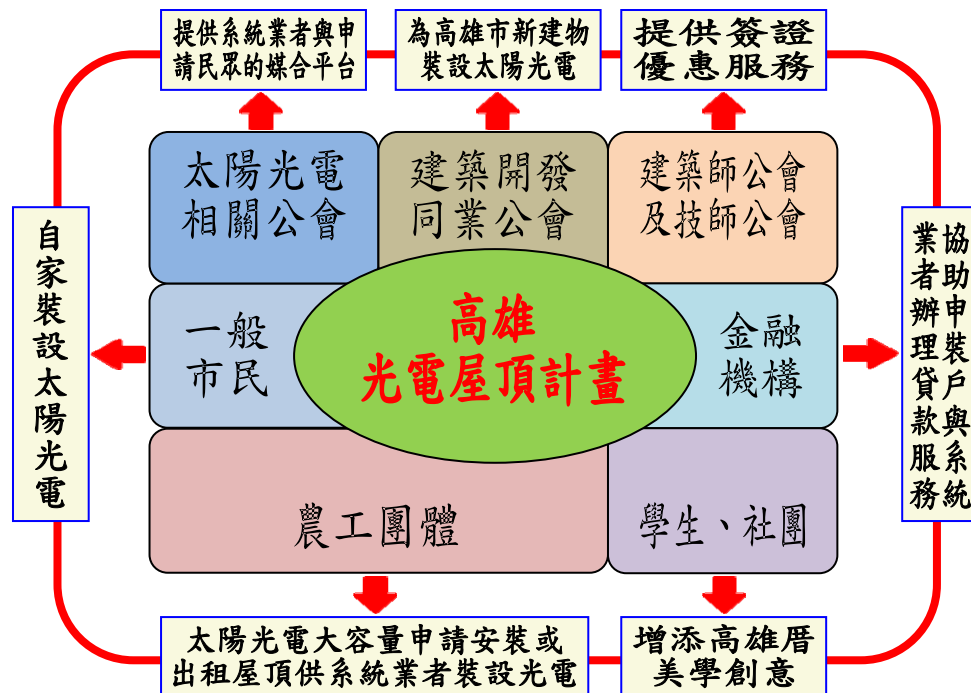 提供系統業者與申
請民眾的媒合平台
為高雄市新建物
裝設太陽光電
提供簽證
優惠服務
太陽光電
相關公會
建築開發
同業公會
建築師公會
及技師公會
自家裝設太陽光電
一般
市民
高雄
光電屋頂計畫
金融
機構
協助申裝戶與系統
業者辦理貸款服務
農工團體
學生、社團
太陽光電大容量申請安裝或
出租屋頂供系統業者裝設光電
增添高雄厝
美學創意